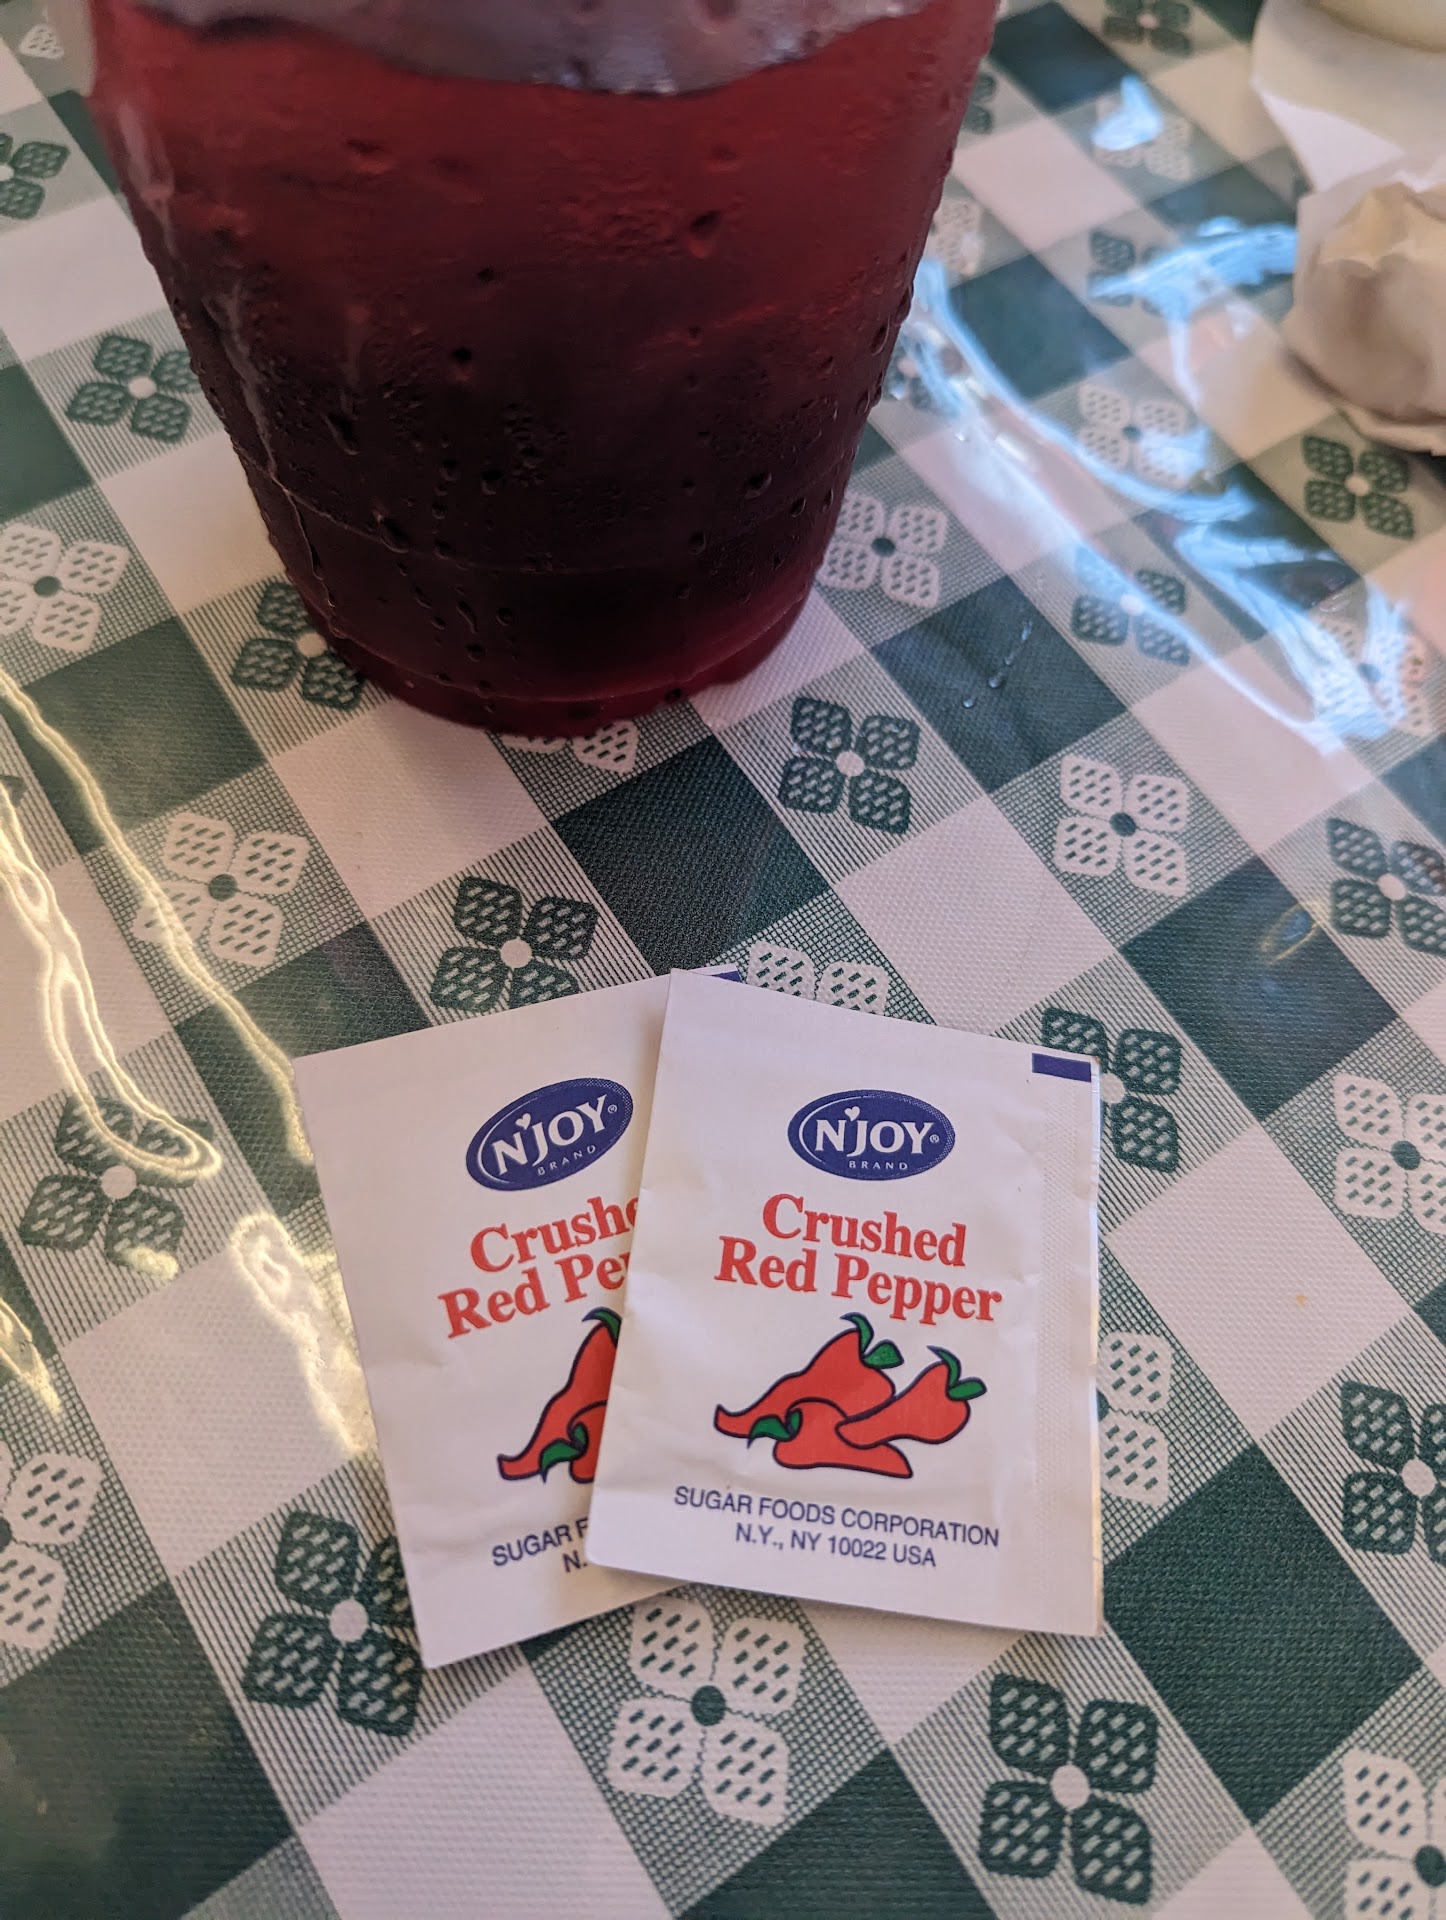 N'JOY®
BRAND
Crushe
Red Pe
SUGAR F
N.
N'JOY®
BRAND
Crushed
Red Pepper
SUGAR FOODS CORPORATION
N.Y., NY 10022 USA